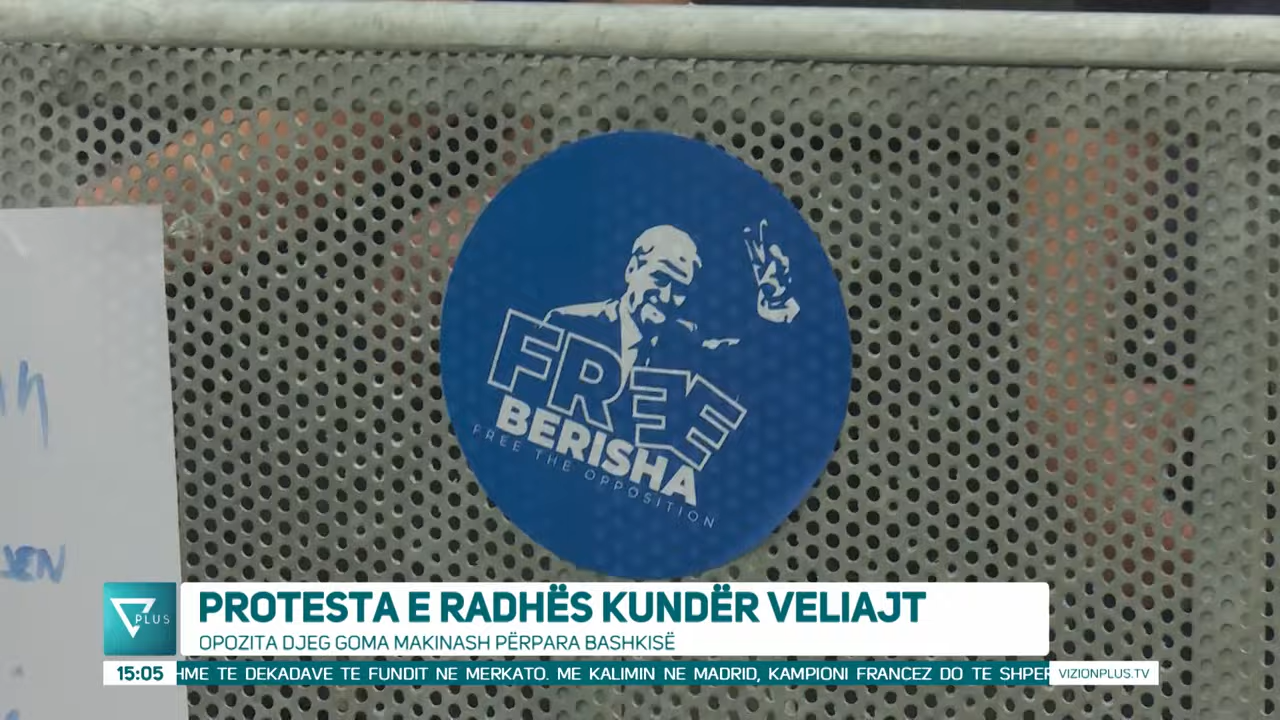 FREE
BERISHA
FREE THE OPPOSITION
PLUS
PROTESTA E RADHËS KUNDËR VELIAJT
OPOZITA DJEG GOMA MAKINASH PËRPARA BASHKISË
15:05
HME TE DEKADAVE TE FUNDIT NE MERKATO. ME KALIMIN NE MADRID, KAMPIONI FRANCEZ DO TE SHPER
VIZIONPLUS.TV